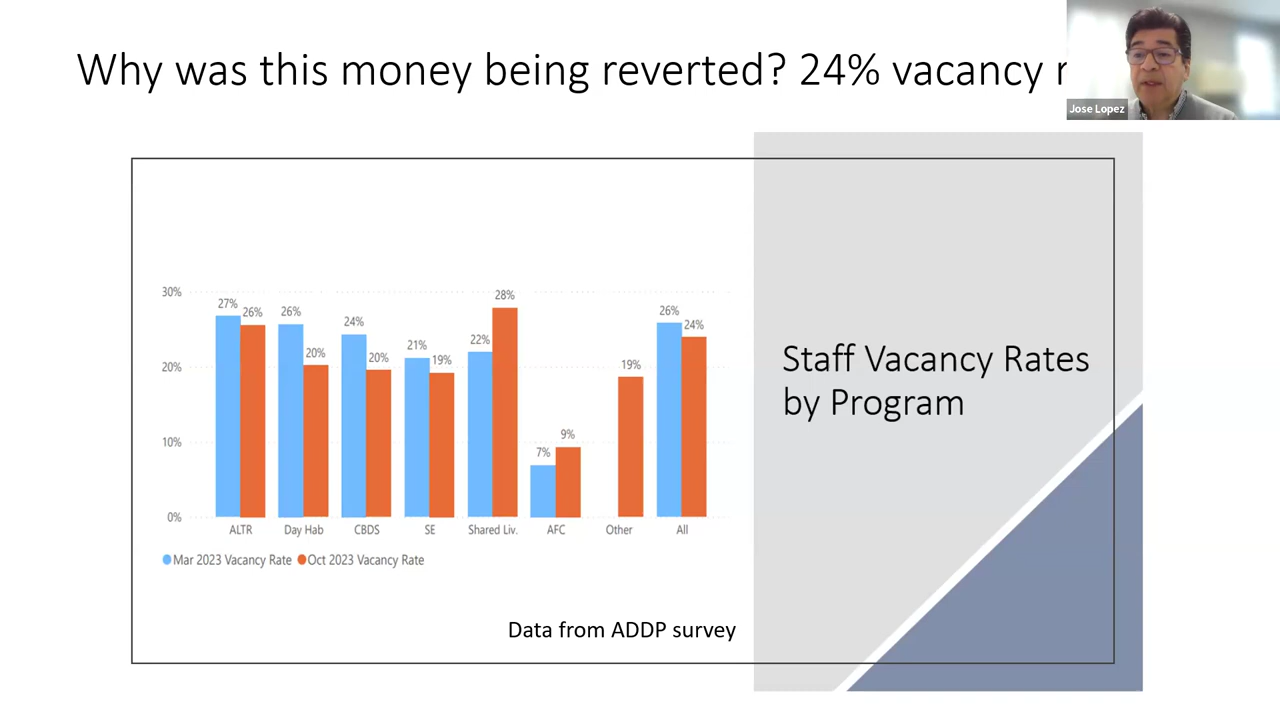 Why was this money being reverted? 24% vacancy
Jose Lopez
30%
20%
10%
0%
27%
26%
26%
20%
24%
20%
21%
19%
22%
28%
7%
9%
19%
26%
24%
ALTR
Day Hab
CBDS
SE
Shared Liv.
AFC
Other
All
Mar 2023 Vacancy Rate
Oct 2023 Vacancy Rate
Data from ADDP survey
Staff Vacancy Rates
by Program